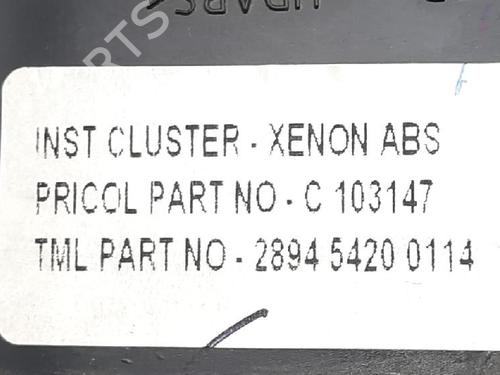 INST CLUSTER - XENON ABS
PRICOL PART NO - C 103147
TML PART NO - 2894 5420 0114